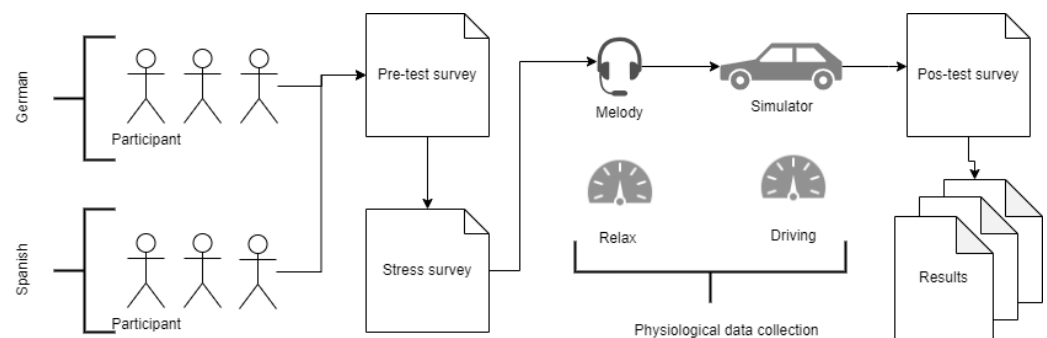 German
Participant
Pre-test survey
Melody
Simulator
Pos-test survey
Spanish
Participant
Stress survey
Relax
Driving
Results
Physiological data collection